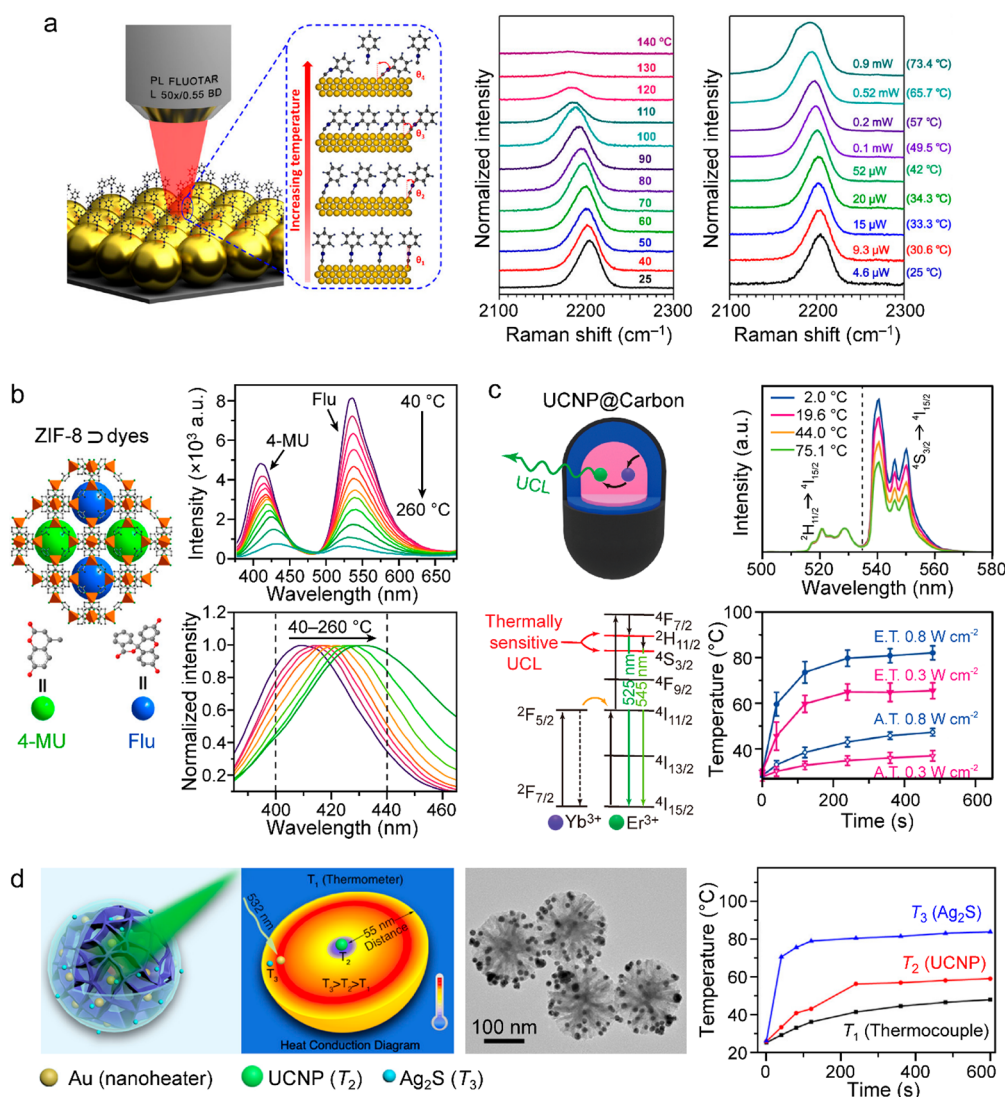 a
PL FLUOTAR
L 50x/0.55 BD
Increasing temperature
θ₁
θ₃
θ₂
θ₁
Normalized intensity
140 ºC
130
120
110
100
90
80
70
60
50
40
25
2100 2200 2300
Raman shift (cm⁻¹)
Normalized intensity
0.9 mW (73.4 ℃)
0.52 mW (65.7 ℃)
0.2 mW (57 ℃)
0.1 mW (49.5 ℃)
52 µW (42 ℃)
20 µW (34.3 ℃)
15 µW (33.3 ℃)
9.3 µW (30.6 ℃)
4.6 µW (25 ℃)
2100 2200 2300
Raman shift (cm⁻¹)
b
ZIF-8 ⊃ dyes
4-MU
Flu
Intensity (×10³ a.u.)
9
8
7
6
5
4
3
2
1
0
4-MU
Flu
40 °C
260 °C
400 450 500 550 600 650
Wavelength (nm)
Normalized intensity
1.0
0.8
0.6
0.4
0.2
40–260 °C
400 420 440 460
Wavelength (nm)
c
UCNP@Carbon
UCL
Intensity (a.u.)
2.0 °C
19.6 °C
44.0 °C
75.1 °C
²H₁₁/₂ → ⁴I₁₅/₂
⁴S₃/₂ → ⁴I₁₅/₂
500 520 540 560 580
Wavelength (nm)
Thermally
sensitive
UCL
⁴F₇/₂
²H₁₁/₂
⁴S₃/₂
⁴F₉/₂
⁴I₁₁/₂
⁴I₁₃/₂
⁴I₁₅/₂
²F₅/₂
²F₇/₂
525 nm
545 nm
Yb³⁺
Er³⁺
Temperature (°C)
100
80
60
40
E.T. 0.8 W cm⁻²
E.T. 0.3 W cm⁻²
A.T. 0.8 W cm⁻²
A.T. 0.3 W cm⁻²
0 200 400 600
Time (s)
d
T₁ (Thermometer)
532 nm
55 nm
Distance
T₂
T₃
T₃>T₂>T₁
Heat Conduction Diagram
100 nm
Au (nanoheater)
UCNP (T₂)
Ag₂S (T₃)
Temperature (°C)
100
80
60
40
20
T₃ (Ag₂S)
T₂ (UCNP)
T₁ (Thermocouple)
0 200 400 600
Time (s)